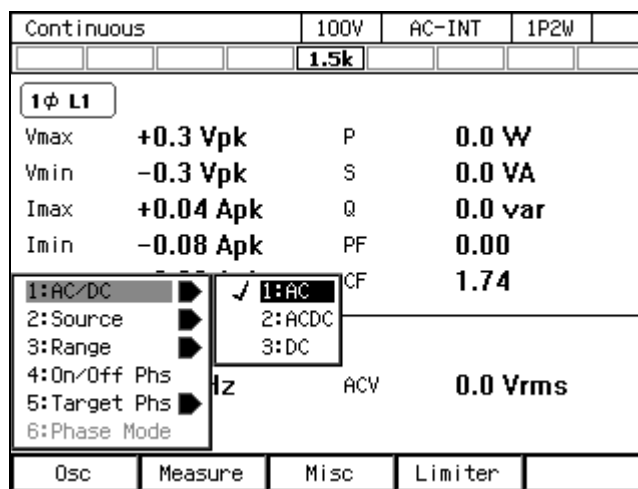 Continuous 100V AC-INT 1P2W
1.5k
1φ L1
Vmax +0.3 Vpk P 0.0 W
Vmin -0.3 Vpk S 0.0 VA
Imax +0.04 Apk Q 0.0 var
Imin -0.08 Apk PF 0.00
CF 1.74
1:AC/DC
2:Source
3:Range
4:On/Off Phs
5:Target Phs
6:Phase Mode
✓ 1:AC
2:ACDC
3:DC
Hz ACV 0.0 Vrms
Osc Measure Misc Limiter